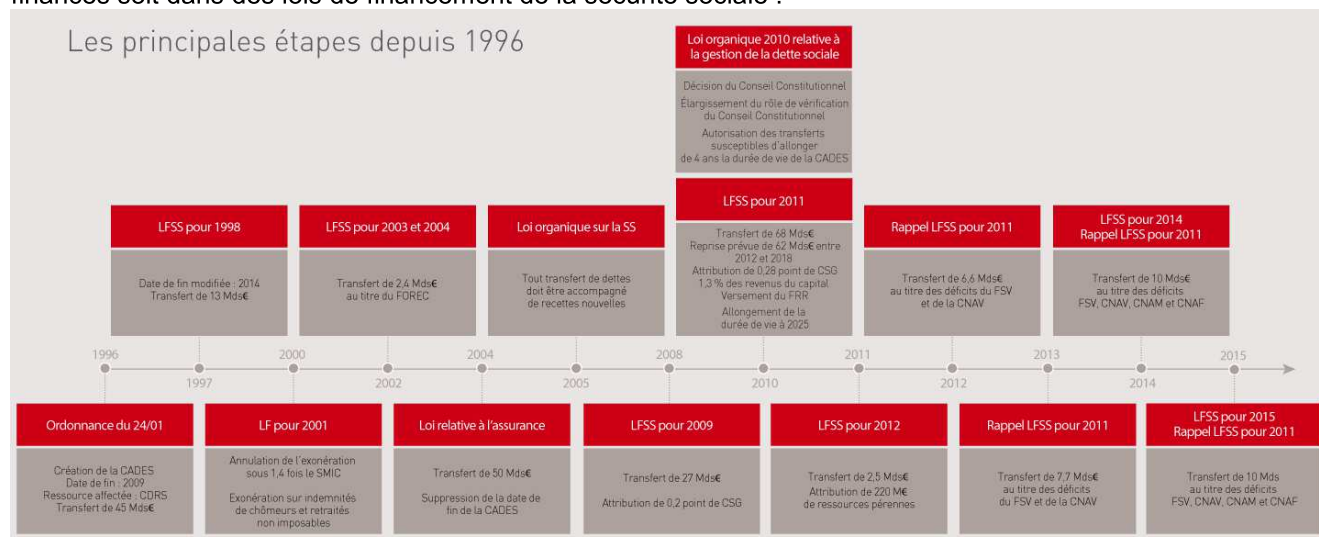 finances soit dans des lois de financement de la sécurité sociale :
Les principales étapes depuis 1996
Loi organique 2010 relative à
la gestion de la dette sociale
Décision du Conseil Constitutionnel
Élargissement du rôle de vérification
du Conseil Constitutionnel
Autorisation des transferts
susceptibles d'allonger
de 4 ans la durée de vie de la CADES
LFSS pour 1998
Date de fin modifiée : 2014
Transfert de 13 Mds€
LFSS pour 2003 et 2004
Transfert de 2,4 Mds€
au titre du FOREC
Loi organique sur la SS
Tout transfert de dettes
doit être accompagné
de recettes nouvelles
LFSS pour 2011
Transfert de 68 Mds€
Reprise prévue de 62 Mds€ entre
2012 et 2018
Attribution de 0,28 point de CSG
1,3 % des revenus du capital
Versement du FRR
Allongement de la
durée de vie à 2025
Rappel LFSS pour 2011
Transfert de 6,6 Mds€
au titre des déficits du FSV
et de la CNAV
LFSS pour 2014
Rappel LFSS pour 2011
Transfert de 10 Mds€
au titre des déficits
FSV, CNAV, CNAM et CNAF
1996
1997
2000
2002
2004
2005
2008
2010
2011
2012
2013
2014
2015
Ordonnance du 24/01
Création de la CADES
Date de fin : 2009
Ressource affectée : CDRS
Transfert de 45 Mds€
LF pour 2001
Annulation de l'exonération
sous 1,4 fois le SMIC
Exonération sur indemnités
de chômeurs et retraités
non imposables
Loi relative à l'assurance
Transfert de 50 Mds€
Suppression de la date de
fin de la CADES
LFSS pour 2009
Transfert de 27 Mds€
Attribution de 0,2 point de CSG
LFSS pour 2012
Transfert de 2,5 Mds€
Attribution de 220 M€
de ressources pérennes
Rappel LFSS pour 2011
Transfert de 7,7 Mds€
au titre des déficits
du FSV et de la CNAV
LFSS pour 2015
Rappel LFSS pour 2011
Transfert de 10 Mds
au titre des déficits
FSV, CNAV, CNAM et CNAF